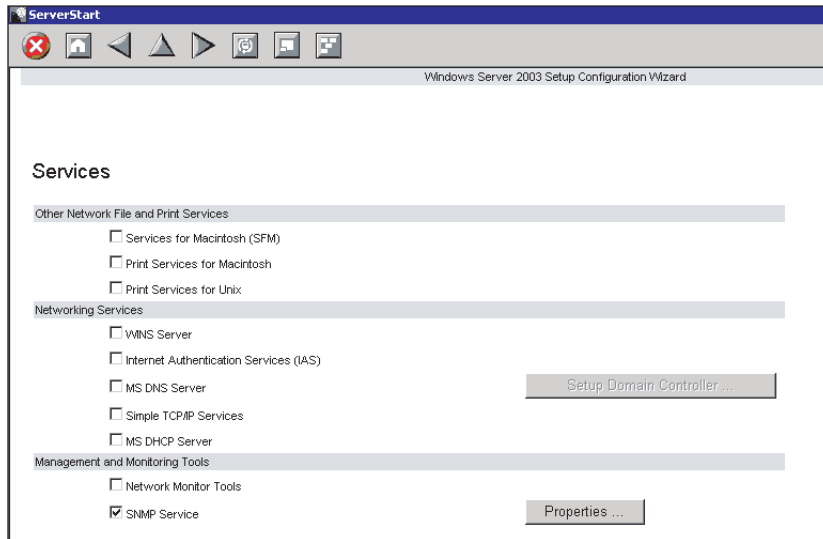 ServerStart
Windows Server 2003 Setup Configuration Wizard
Services
Other Network File and Print Services
Services for Macintosh (SFM)
Print Services for Macintosh
Print Services for Unix
Networking Services
WINS Server
Internet Authentication Services (IAS)
MS DNS Server
Setup Domain Controller ...
Simple TCP/IP Services
MS DHCP Server
Management and Monitoring Tools
Network Monitor Tools
SNMP Service
Properties ...